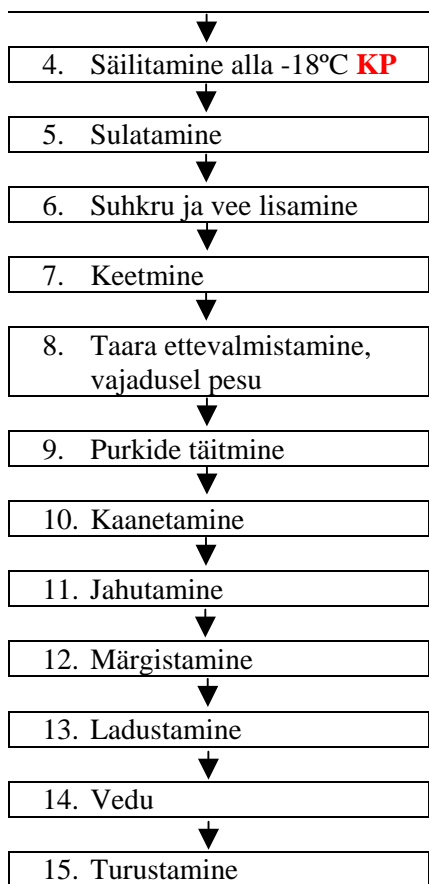 4. Säilitamine alla -18ºC KP
5. Sulatamine
6. Suhkru ja vee lisamine
7. Keetmine
8. Taara ettevalmistamine,
vajadusel pesu
9. Purkide täitmine
10. Kaanetamine
11. Jahutamine
12. Märgistamine
13. Ladustamine
14. Vedu
15. Turustamine